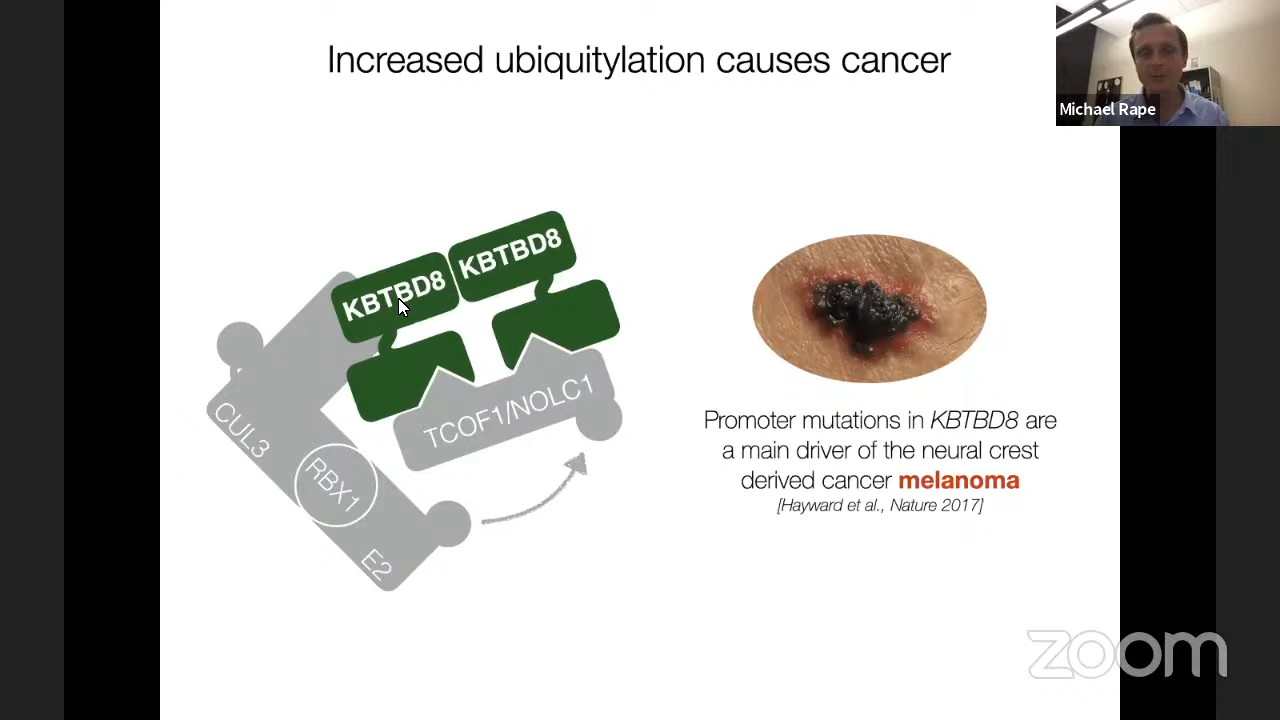 Increased ubiquitylation causes cancer
Michael Rape
KBTBD8
KBTBD8
TCOF1/NOLC1
CUL3
RBX1
E2
Promoter mutations in KBTBD8 are
a main driver of the neural crest
derived cancer melanoma
[Hayward et al., Nature 2017]
zoom